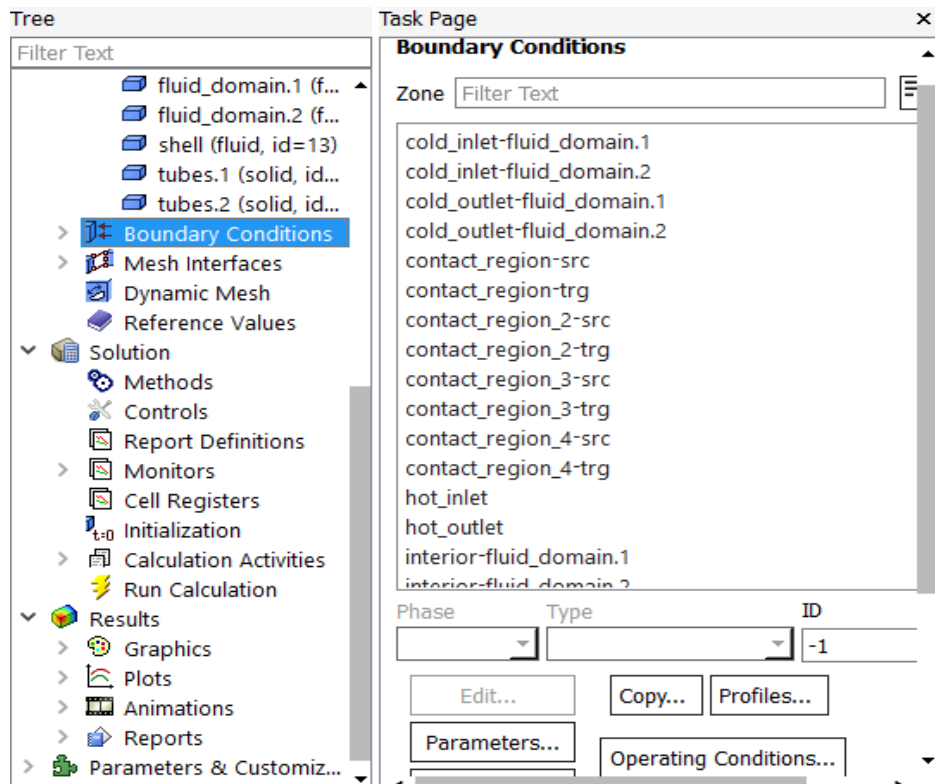 Tree
Filter Text
fluid_domain.1 (f...
fluid_domain.2 (f...
shell (fluid, id=13)
tubes.1 (solid, id...
tubes.2 (solid, id...
Boundary Conditions
Mesh Interfaces
Dynamic Mesh
Reference Values
Solution
Methods
Controls
Report Definitions
Monitors
Cell Registers
t=0 Initialization
Calculation Activities
Run Calculation
Results
Graphics
Plots
Animations
Reports
Parameters & Customiz...
Task Page
Boundary Conditions
Zone Filter Text
cold_inlet-fluid_domain.1
cold_inlet-fluid_domain.2
cold_outlet-fluid_domain.1
cold_outlet-fluid_domain.2
contact_region-src
contact_region-trg
contact_region_2-src
contact_region_2-trg
contact_region_3-src
contact_region_3-trg
contact_region_4-src
contact_region_4-trg
hot_inlet
hot_outlet
interior-fluid_domain.1
interior-fluid_domain.2
Phase Type ID
-1
Edit... Copy... Profiles...
Parameters... Operating Conditions...